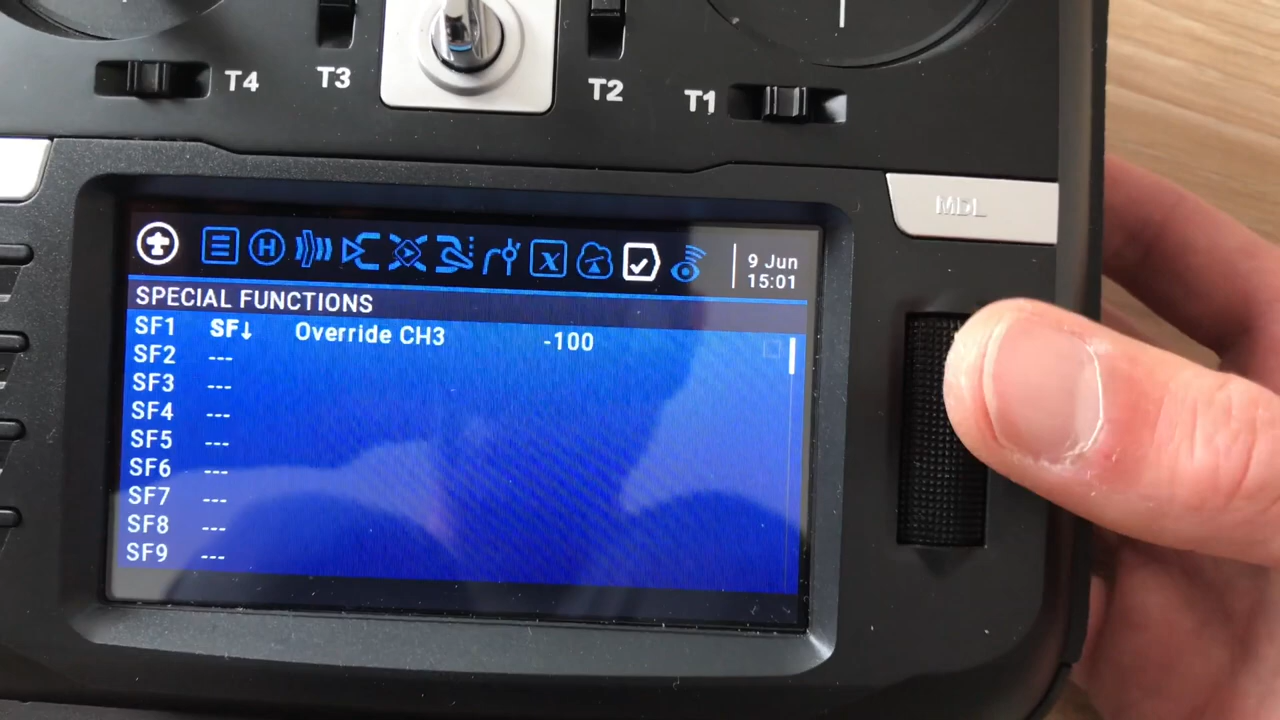 T4
T3
T2
T1
MDL
H
X
9 Jun
15:01
SPECIAL FUNCTIONS
SF1 SF↓ Override CH3 -100
SF2 ---
SF3 ---
SF4 ---
SF5 ---
SF6 ---
SF7 ---
SF8 ---
SF9 ---